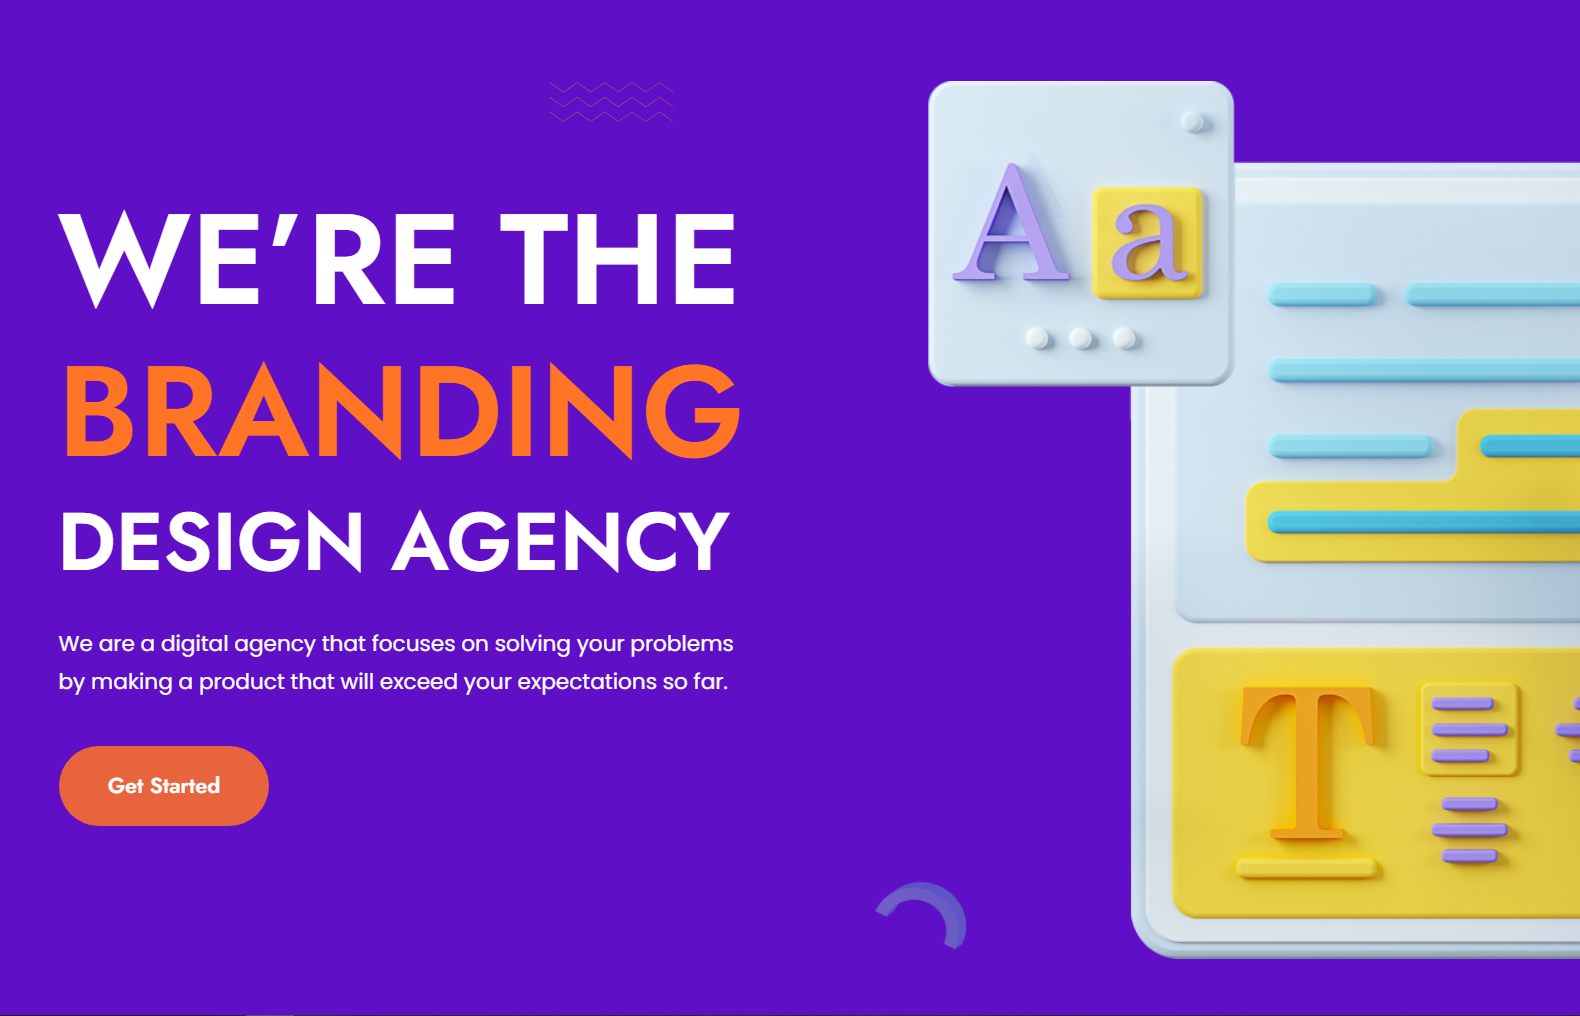 WE’RE THE
BRANDING
DESIGN AGENCY
We are a digital agency that focuses on solving your problems
by making a product that will exceed your expectations so far.
Get Started
Aa
T